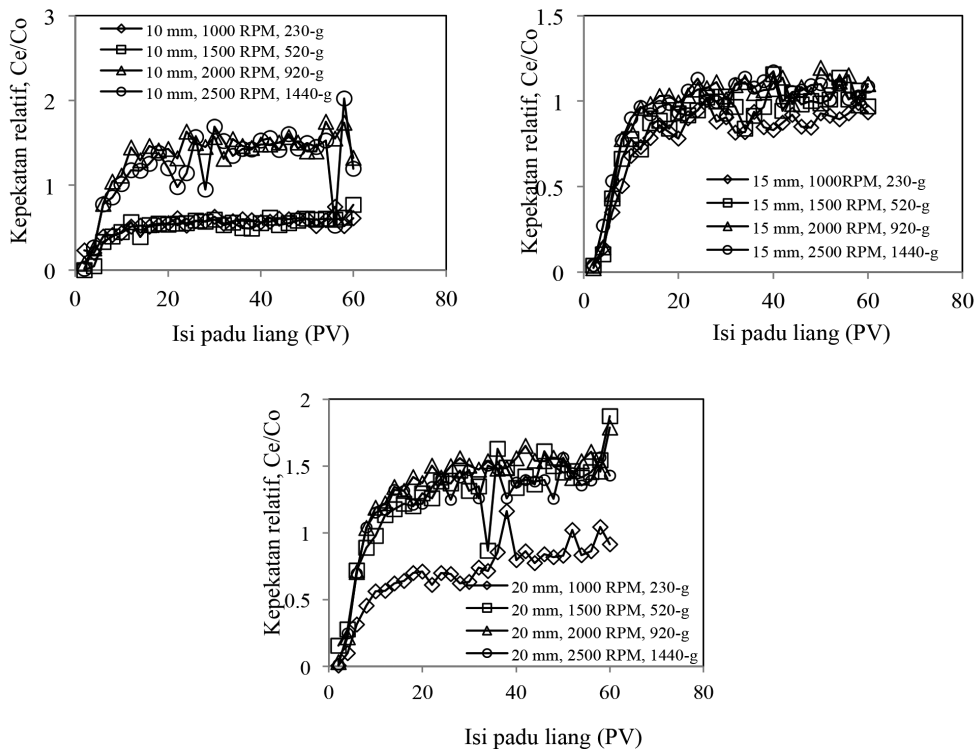 Kepekatan relatif, Ce/Co
3
2
1
0
10 mm, 1000 RPM, 230-g
10 mm, 1500 RPM, 520-g
10 mm, 2000 RPM, 920-g
10 mm, 2500 RPM, 1440-g
0 20 40 60 80
Isi padu liang (PV)
Kepekatan relatif, Ce/Co
1.5
1
0.5
0
15 mm, 1000RPM, 230-g
15 mm, 1500 RPM, 520-g
15 mm, 2000 RPM, 920-g
15 mm, 2500 RPM, 1440-g
0 20 40 60 80
Isi padu liang (PV)
Kepekatan relatif, Ce/Co
2
1.5
1
0.5
0
20 mm, 1000 RPM, 230-g
20 mm, 1500 RPM, 520-g
20 mm, 2000 RPM, 920-g
20 mm, 2500 RPM, 1440-g
0 20 40 60 80
Isi padu liang (PV)